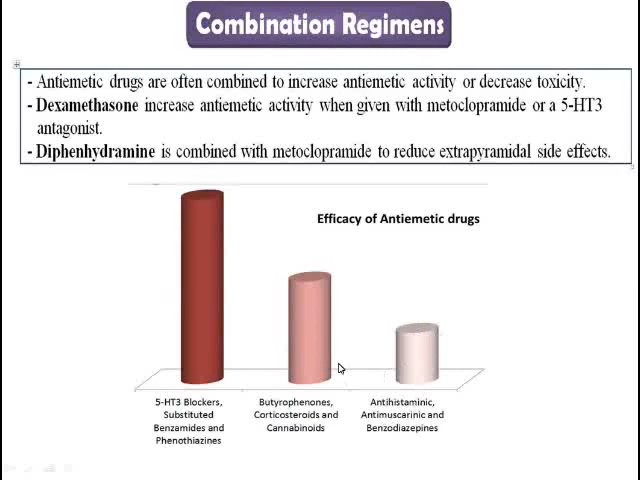 Combination Regimens
- Antiemetic drugs are often combined to increase antiemetic activity or decrease toxicity.
- Dexamethasone increase antiemetic activity when given with metoclopramide or a 5-HT3
antagonist.
- Diphenhydramine is combined with metoclopramide to reduce extrapyramidal side effects.
Efficacy of Antiemetic drugs
5-HT3 Blockers,
Substituted
Benzamides and
Phenothiazines
Butyrophenones,
Corticosteroids and
Cannabinoids
Antihistaminic,
Antimuscarinic and
Benzodiazepines